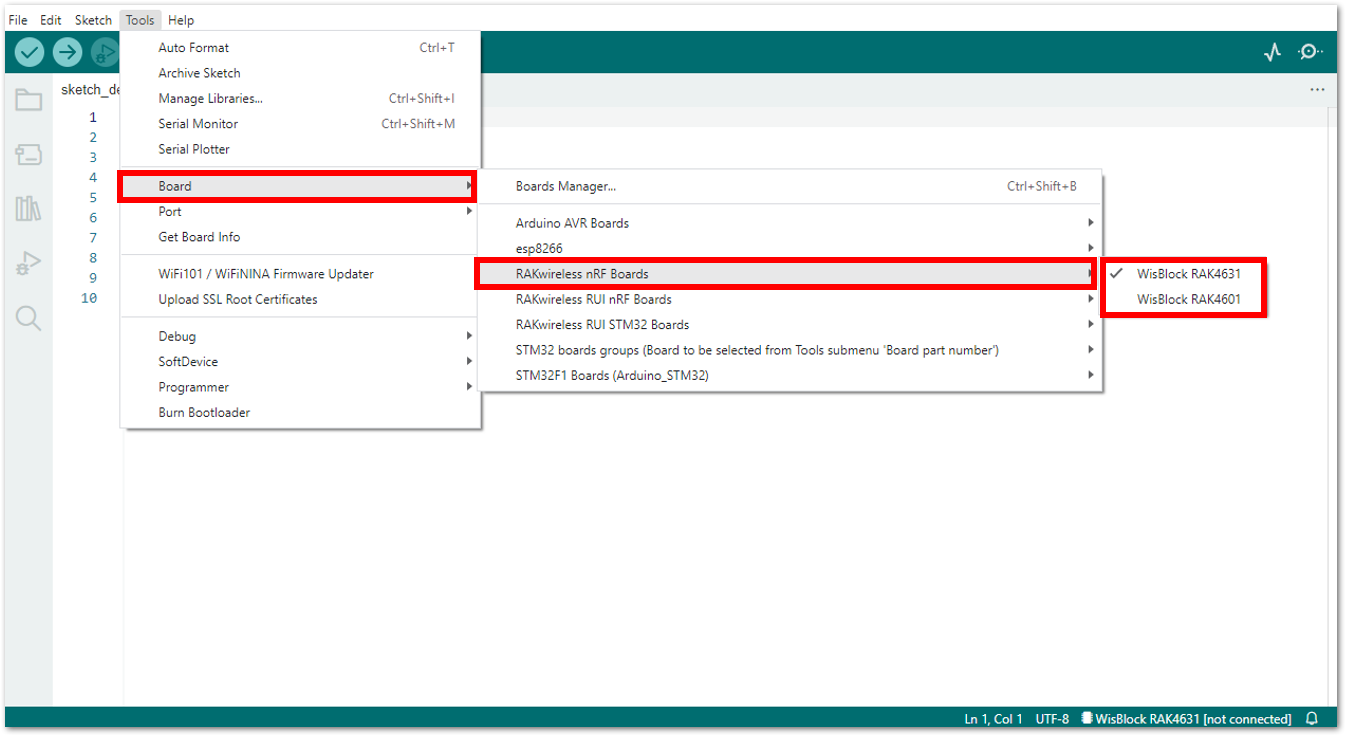 File Edit Sketch Tools Help
Auto Format Ctrl+T
Archive Sketch
Manage Libraries... Ctrl+Shift+I
Serial Monitor Ctrl+Shift+M
Serial Plotter
Board
Port
Get Board Info
WiFi101 / WiFiNINA Firmware Updater
Upload SSL Root Certificates
Debug
SoftDevice
Programmer
Burn Bootloader
Boards Manager... Ctrl+Shift+B
Arduino AVR Boards
esp8266
RAKwireless nRF Boards
RAKwireless RUI nRF Boards
RAKwireless RUI STM32 Boards
STM32 boards groups (Board to be selected from Tools submenu 'Board part number')
STM32F1 Boards (Arduino_STM32)
WisBlock RAK4631
WisBlock RAK4601
sketch_de
1
2
3
4
5
6
7
8
9
10
Ln 1, Col 1 UTF-8 WisBlock RAK4631 [not connected]